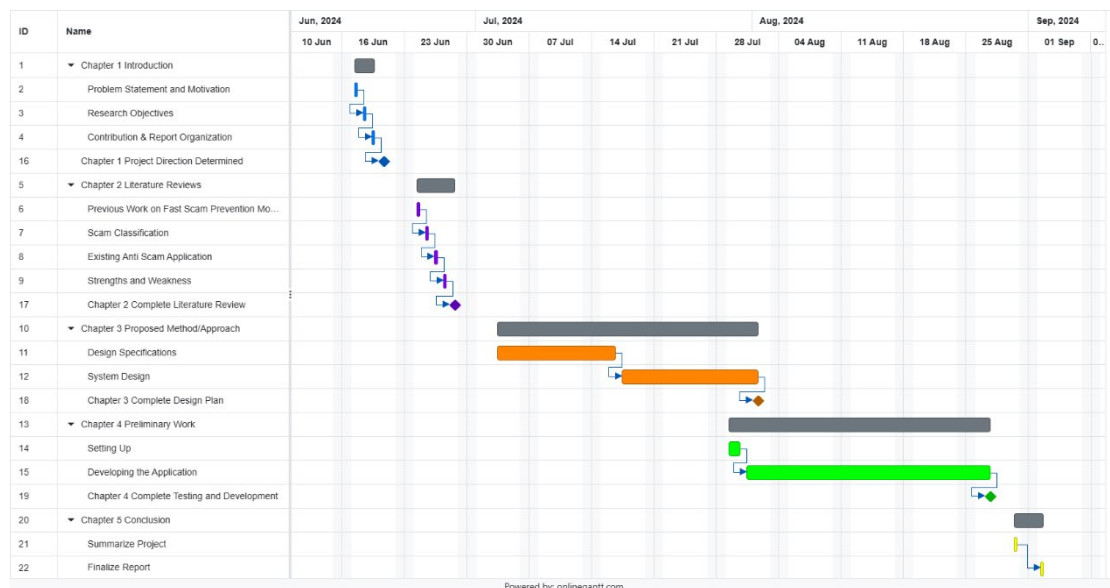 ID Name Jun, 2024 Jul, 2024 Aug, 2024 Sep, 2024
10 Jun 16 Jun 23 Jun 30 Jun 07 Jul 14 Jul 21 Jul 28 Jul 04 Aug 11 Aug 18 Aug 25 Aug 01 Sep 0...
1 Chapter 1 Introduction
2 Problem Statement and Motivation
3 Research Objectives
4 Contribution & Report Organization
16 Chapter 1 Project Direction Determined
5 Chapter 2 Literature Reviews
6 Previous Work on Fast Scam Prevention Mo...
7 Scam Classification
8 Existing Anti Scam Application
9 Strengths and Weakness
17 Chapter 2 Complete Literature Review
10 Chapter 3 Proposed Method/Approach
11 Design Specifications
12 System Design
18 Chapter 3 Complete Design Plan
13 Chapter 4 Preliminary Work
14 Setting Up
15 Developing the Application
19 Chapter 4 Complete Testing and Development
20 Chapter 5 Conclusion
21 Summarize Project
22 Finalize Report
Powered by: onlinegantt.com